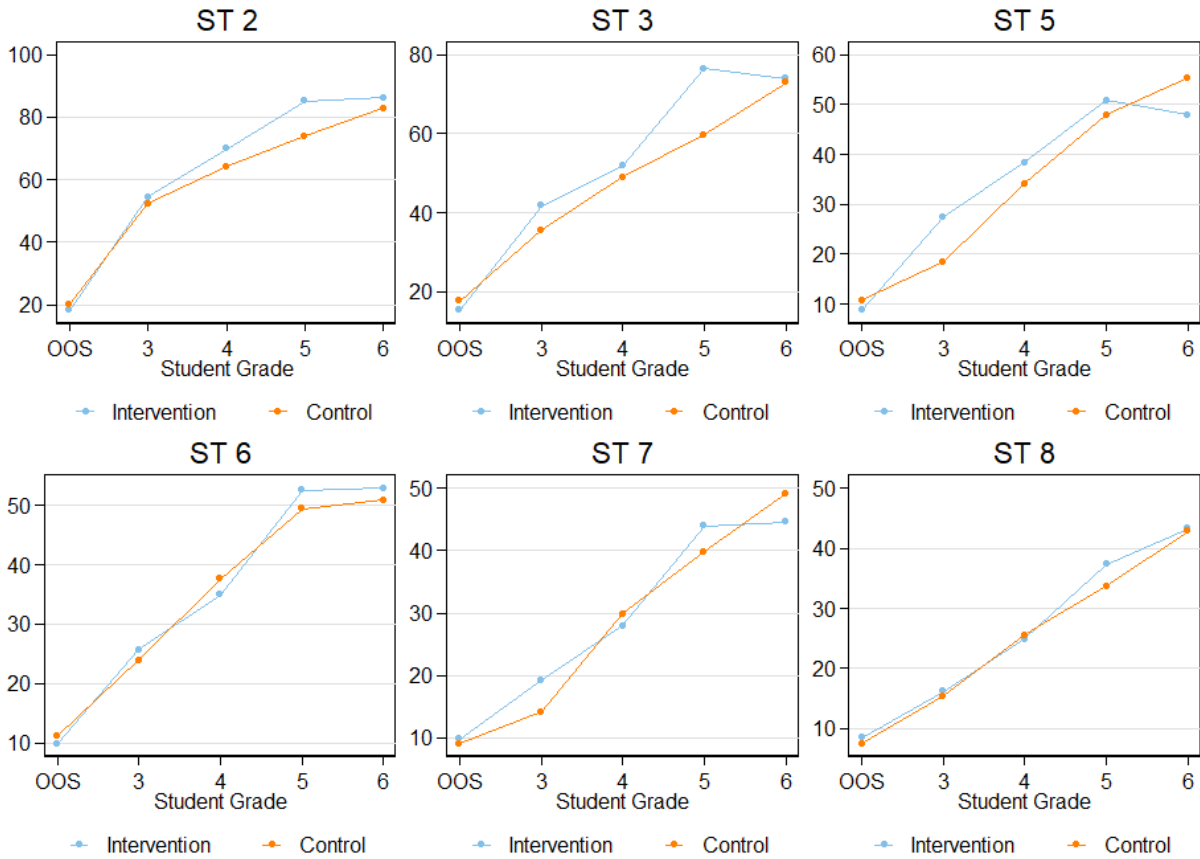 ST 2
100
80
60
40
20
OOS 3 4 5 6
Student Grade
Intervention Control
ST 3
80
60
40
20
OOS 3 4 5 6
Student Grade
Intervention Control
ST 5
60
50
40
30
20
10
OOS 3 4 5 6
Student Grade
Intervention Control
ST 6
50
40
30
20
10
OOS 3 4 5 6
Student Grade
Intervention Control
ST 7
50
40
30
20
10
OOS 3 4 5 6
Student Grade
Intervention Control
ST 8
50
40
30
20
10
OOS 3 4 5 6
Student Grade
Intervention Control